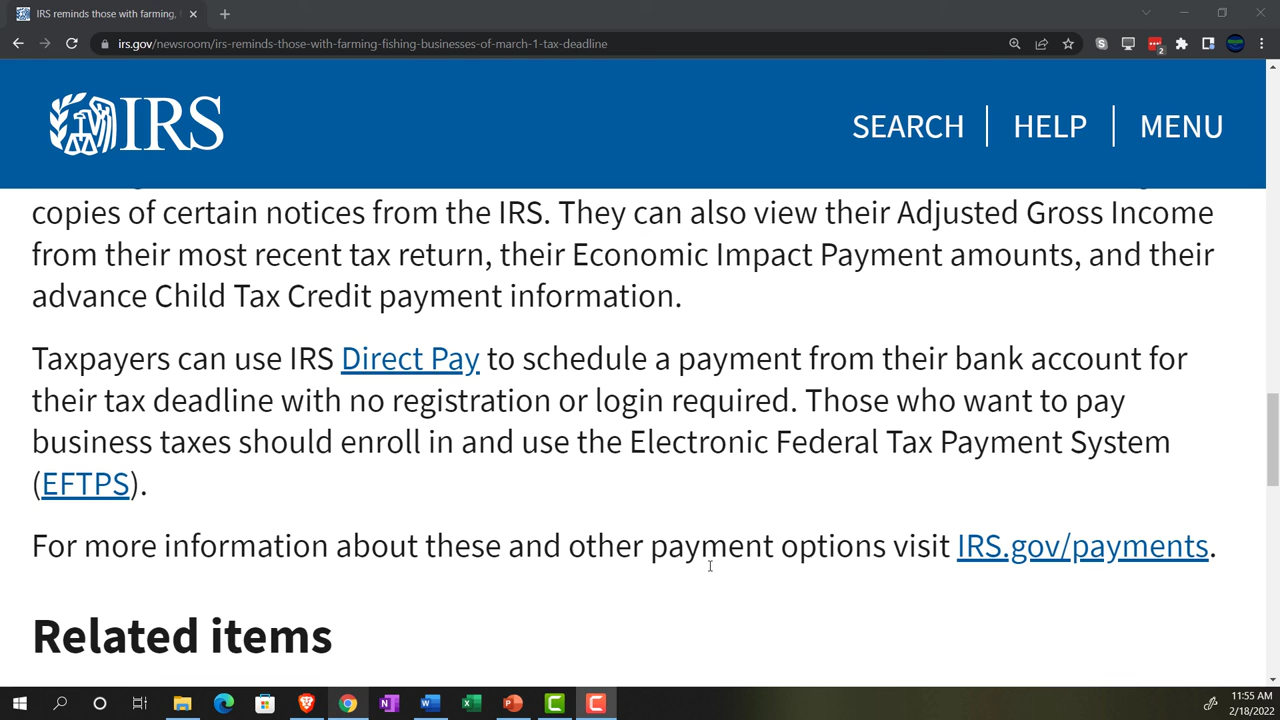 IRS reminds those with farming,
irs.gov/newsroom/irs-reminds-those-with-farming-fishing-businesses-of-march-1-tax-deadline
2
IRS
SEARCH
HELP
MENU
copies of certain notices from the IRS. They can also view their Adjusted Gross Income
from their most recent tax return, their Economic Impact Payment amounts, and their
advance Child Tax Credit payment information.
Taxpayers can use IRS Direct Pay to schedule a payment from their bank account for
their tax deadline with no registration or login required. Those who want to pay
business taxes should enroll in and use the Electronic Federal Tax Payment System
(EFTPS).
For more information about these and other payment options visit IRS.gov/payments.
Related items
11:55 AM
2/18/2022